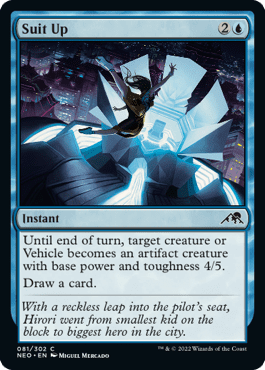 Suit Up
2
Instant
Until end of turn, target creature or
Vehicle becomes an artifact creature
with base power and toughness 4/5.
Draw a card.
With a reckless leap into the pilot's seat,
Hirori went from smallest kid on the
block to biggest hero in the city.
081/302 C
NEO • EN Miguel Mercado
™ & © 2022 Wizards of the Coast